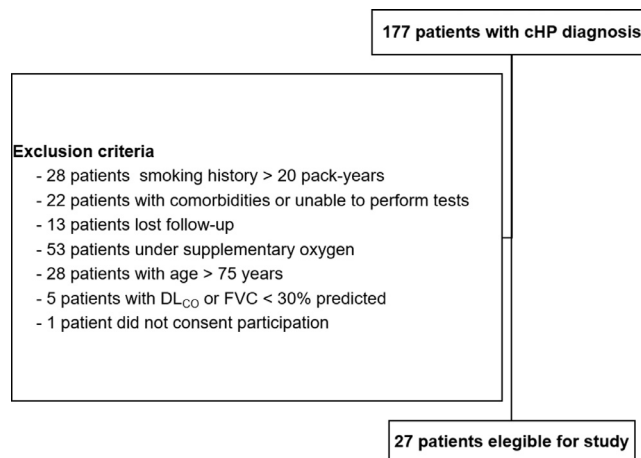 177 patients with cHP diagnosis
Exclusion criteria
- 28 patients smoking history > 20 pack-years
- 22 patients with comorbidities or unable to perform tests
- 13 patients lost follow-up
- 53 patients under supplementary oxygen
- 28 patients with age > 75 years
- 5 patients with DLCO or FVC < 30% predicted
- 1 patient did not consent participation
27 patients elegible for study